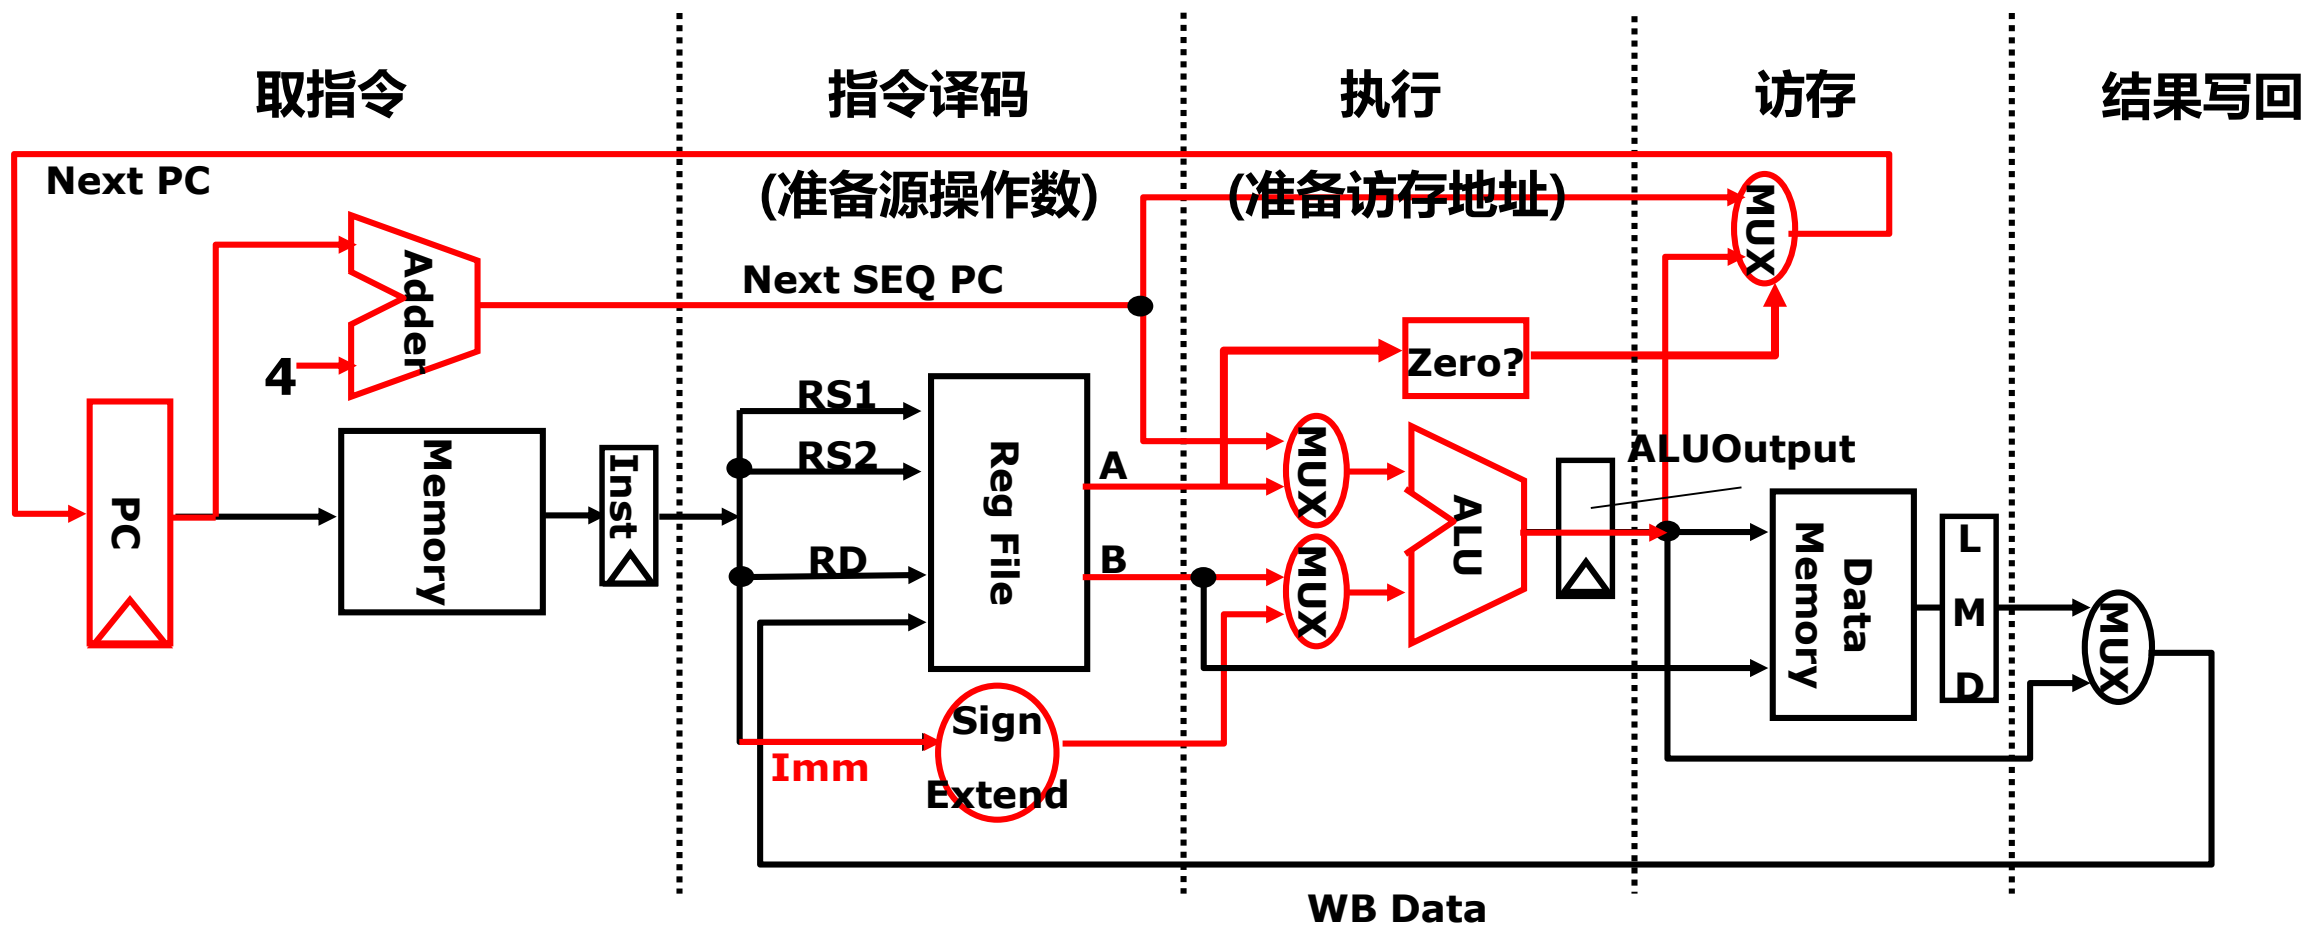 取指令
指令译码
执行
访存
结果写回
Next PC
(准备源操作数)
(准备访存地址)
MUX
Adder
Next SEQ PC
4
Zero?
RS1
RS2
RD
PC
Memory
Inst
Reg File
A
B
MUX
MUX
ALU
ALUOutput
Data
Memory
L
M
D
MUX
Imm
Sign
Extend
WB Data